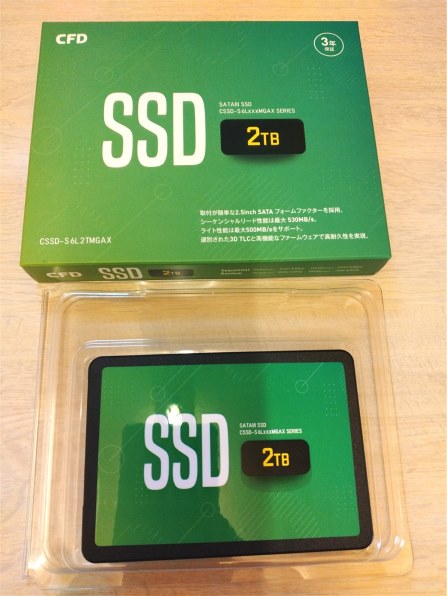 CFD
3年
保証
SSD
SATAIII SSD
CSSD-S6LxxxMGAX SERIES
2TB
取付が簡単な2.5inch SATA フォームファクターを採用。
シーケンシャルリード性能は最大 530MB/s、
ライト性能は最大500MB/sをサポート。
選別された3D TLCと高機能なファームウェアで高耐久性を実現。
CSSD-S6L2TMGAX
CFD
SSD
2TB
SSD
SATAIII SSD
CSSD-S6LxxxMGAX SERIES
2TB